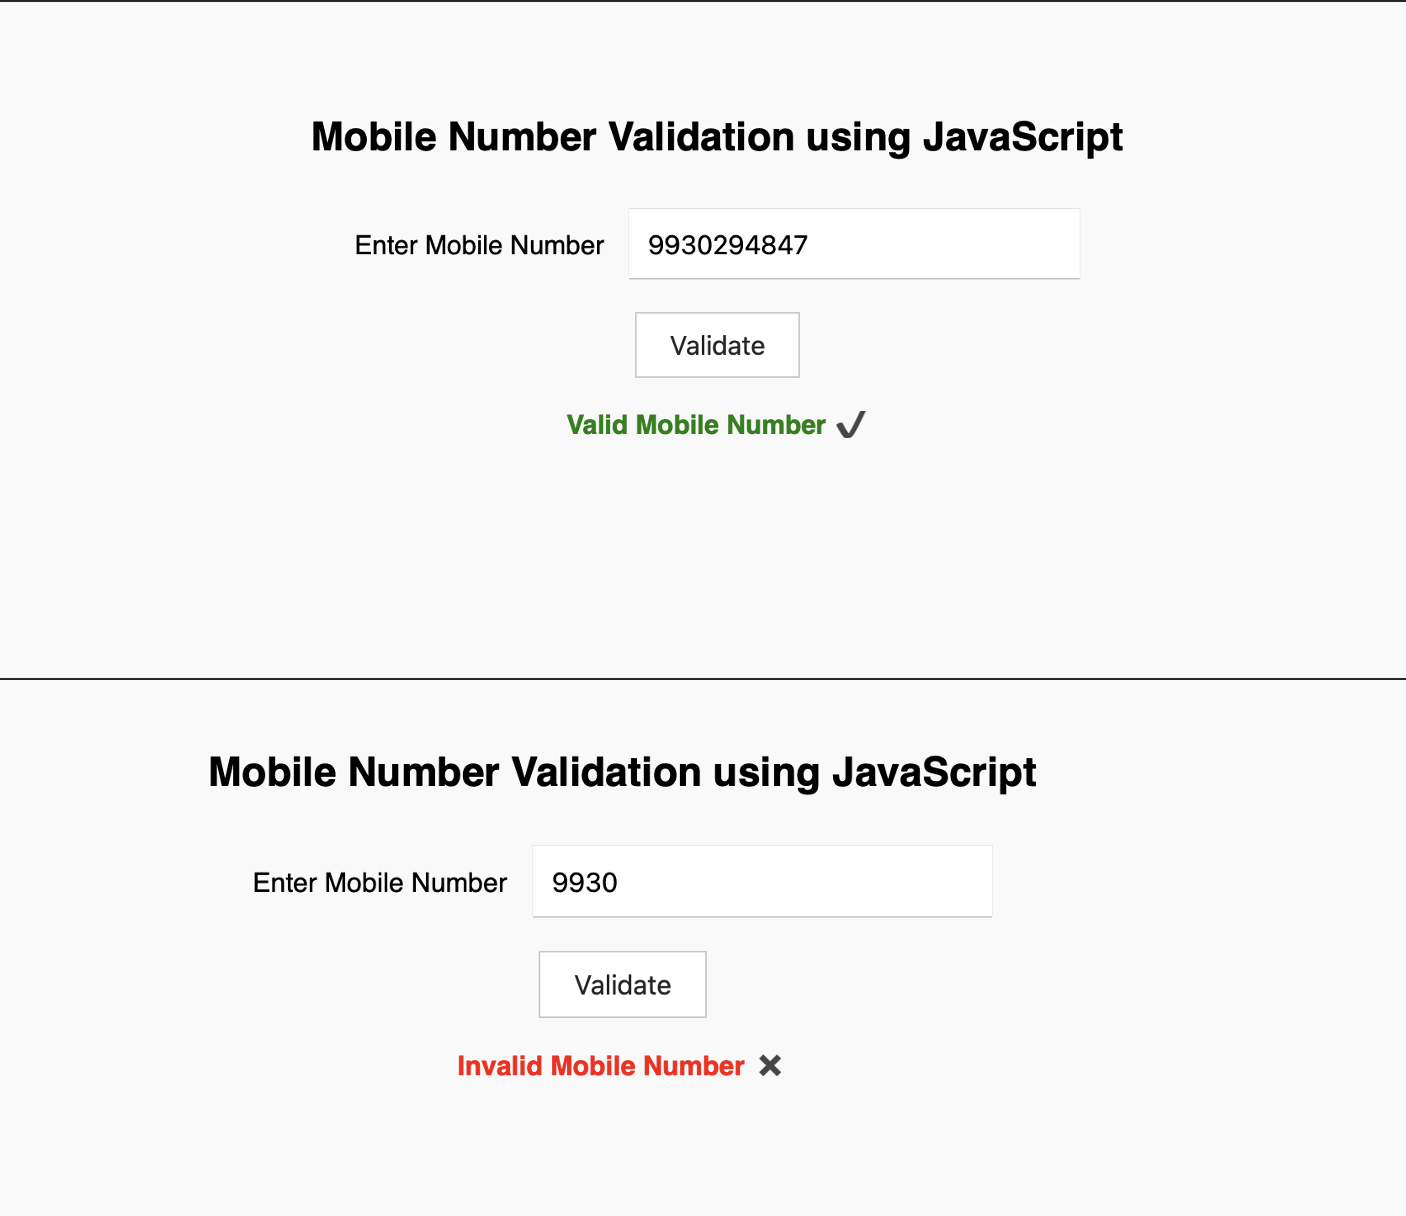 Mobile Number Validation using JavaScript
Enter Mobile Number 9930294847
Validate
Valid Mobile Number ✔
Mobile Number Validation using JavaScript
Enter Mobile Number 9930
Validate
Invalid Mobile Number ✖